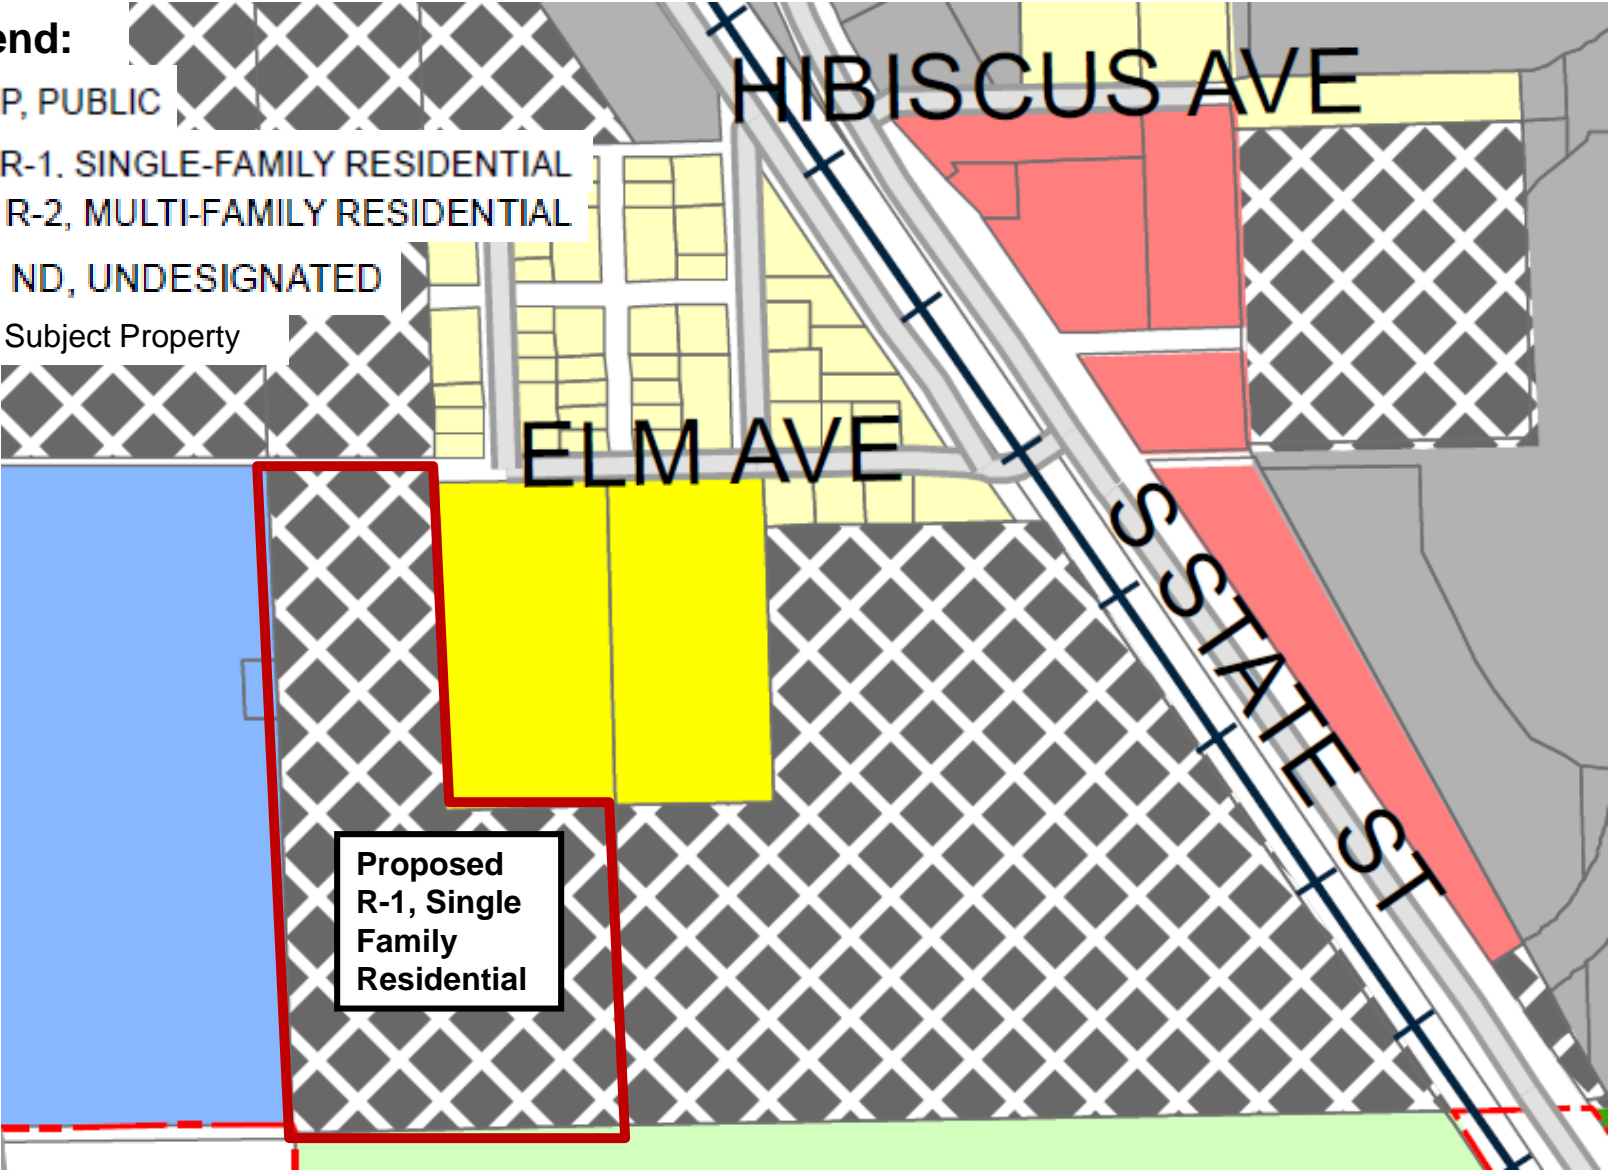 end:
P, PUBLIC
R-1, SINGLE-FAMILY RESIDENTIAL
R-2, MULTI-FAMILY RESIDENTIAL
ND, UNDESIGNATED
Subject Property
HIBISCUS AVE
ELM AVE
S STATE ST
Proposed
R-1, Single
Family
Residential